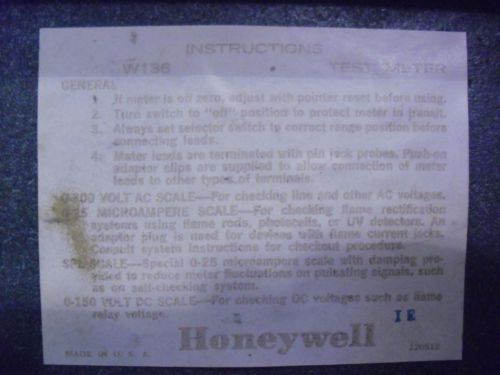 INSTRUCTIONS
W136 TEST METER
GENERAL
1. If meter is off zero, adjust with pointer reset before using.
2. Turn switch to "off" position to protect meter in transit.
3. Always set selector switch to correct range position before
connecting leads.
4. Meter leads are terminated with pin jack probes. Push-on
adaptor clips are supplied to allow connection of meter
leads to other types of terminals.
VOLT AC SCALE—For checking line and other AC voltages.
0-25 MICROAMPERE SCALE—For checking flame rectification
systems using flame rods, photocells, or UV detectors. An
adaptor plug is used for devices with flame current jacks.
Consult system instructions for checkout procedure.
SPL SCALE—Special 0-25 microampere scale with damping pro-
vided to reduce meter fluctuations on pulsating signals, such
as on self-checking system.
0-150 VOLT DC SCALE—For checking DC voltages such as flame
relay voltage.
IE
Honeywell
MADE IN U. S. A.